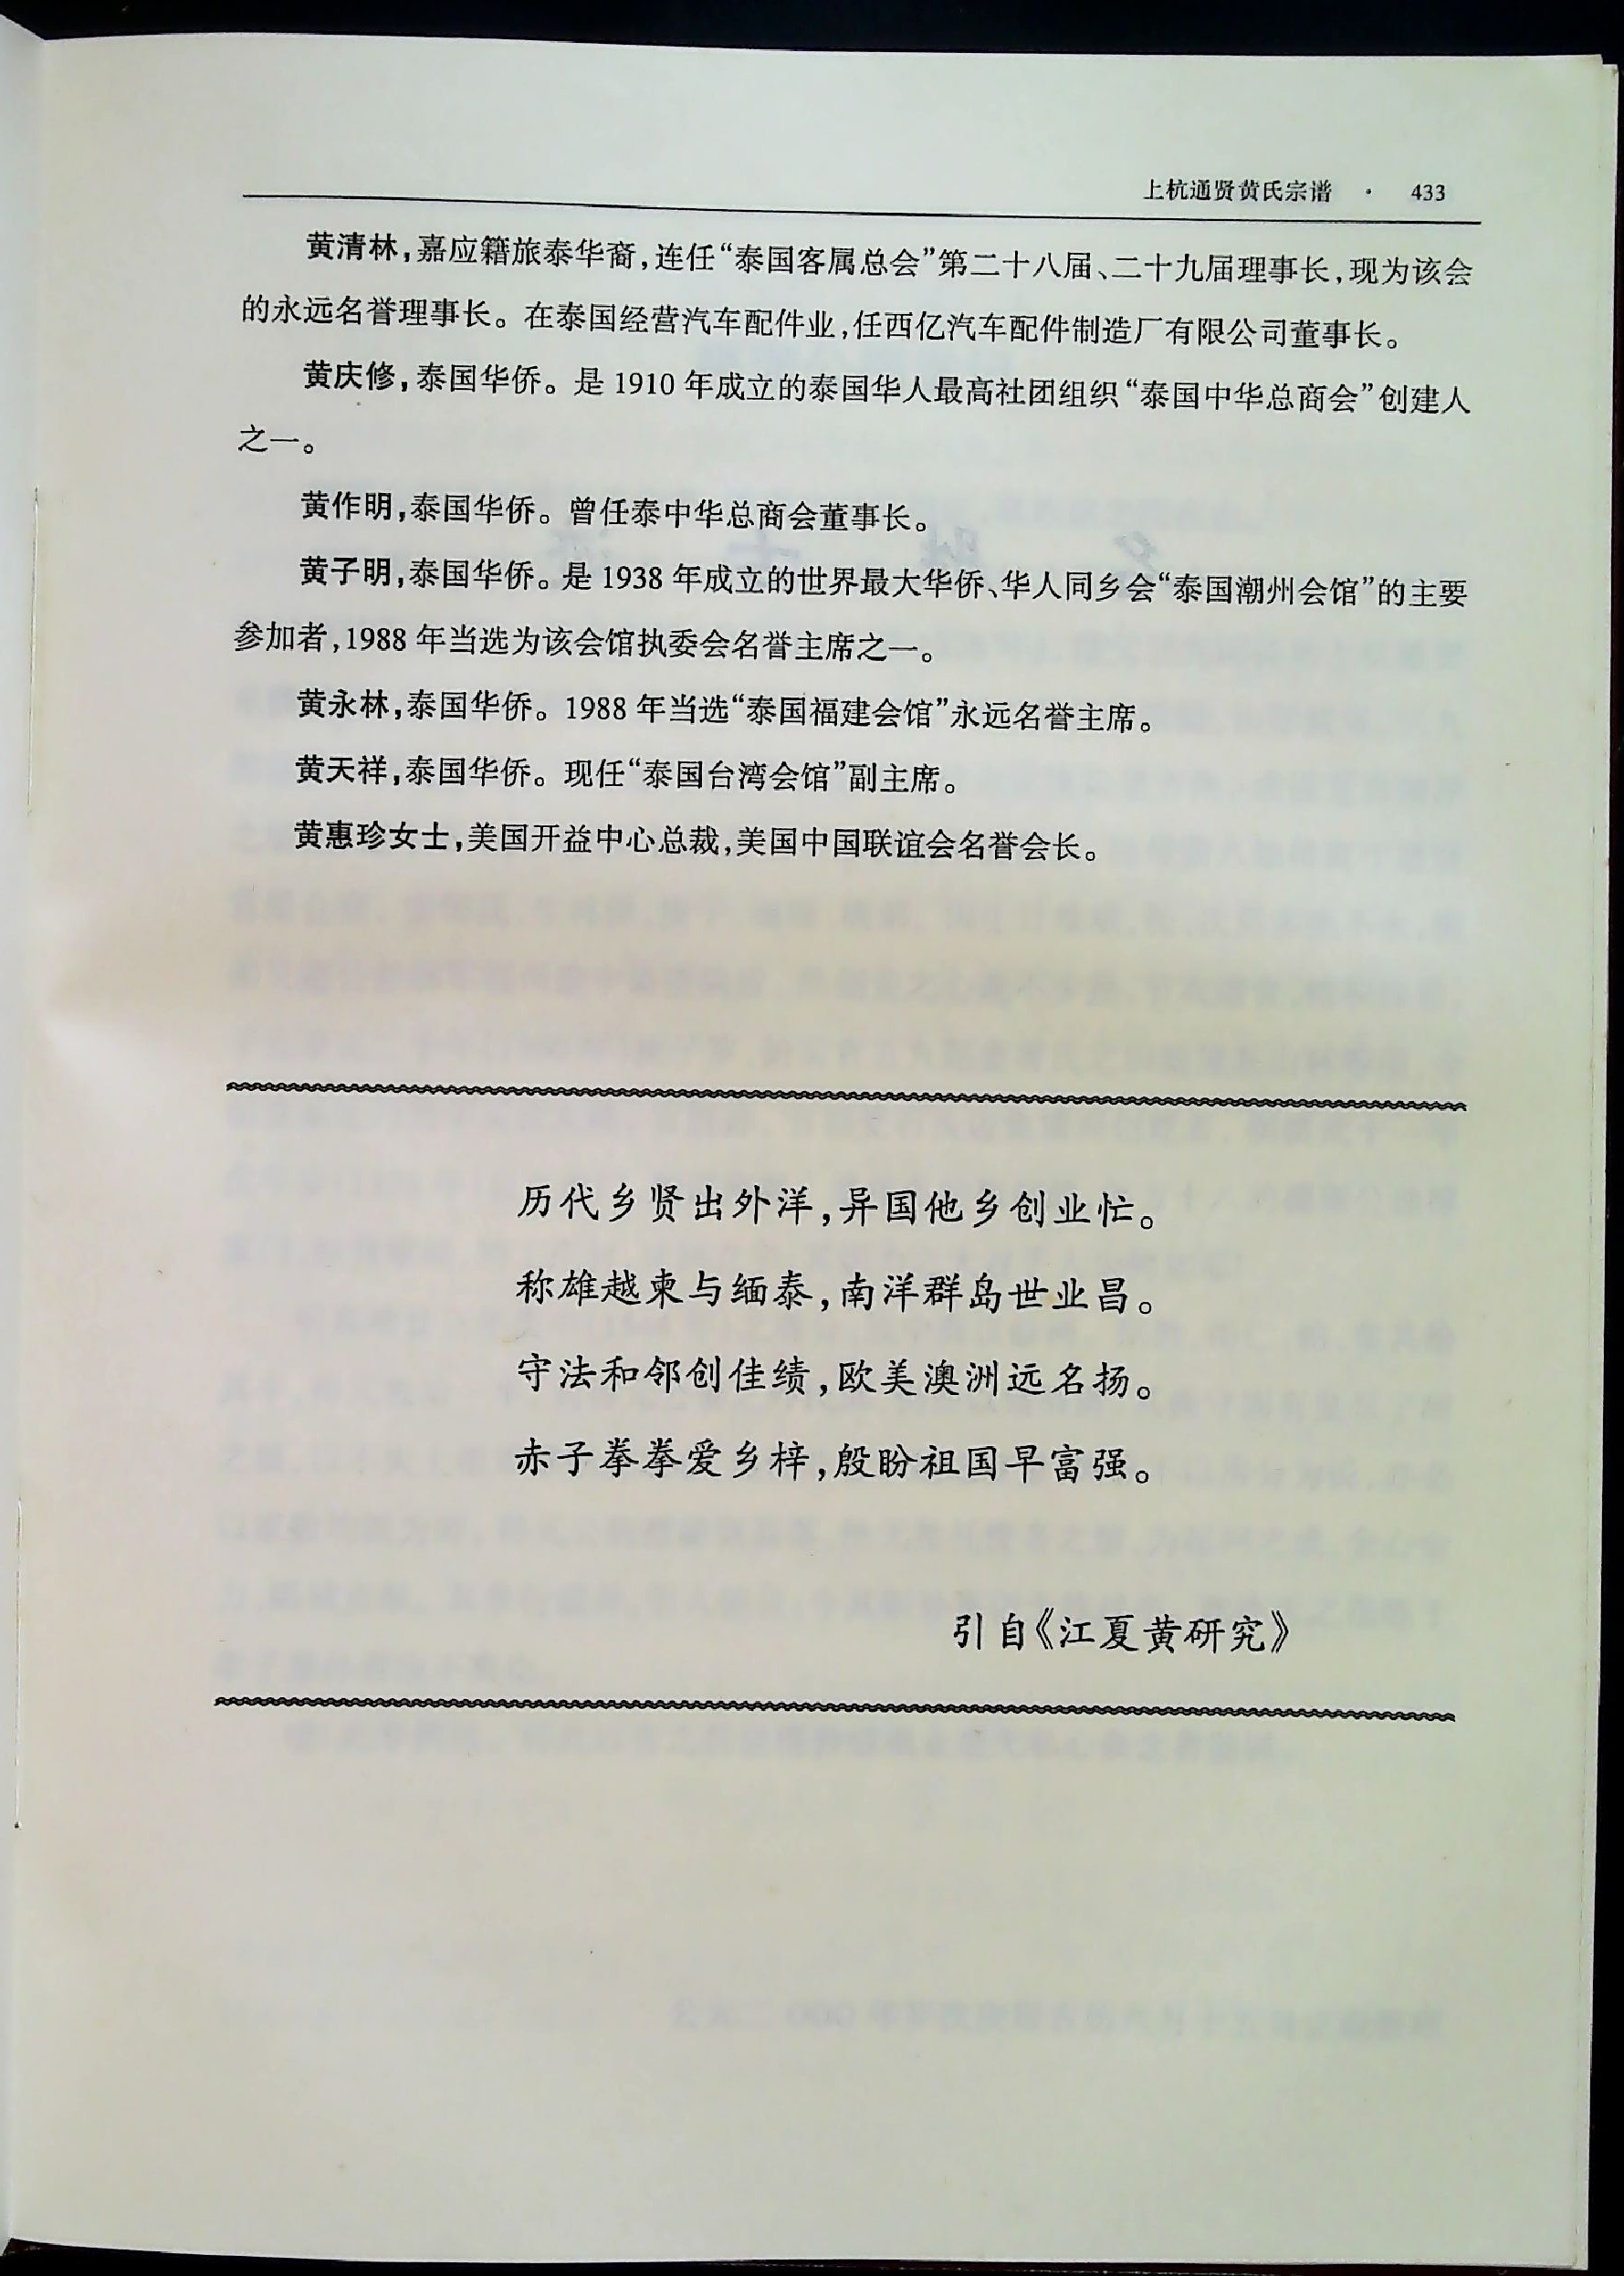 上杭通贤黄氏宗谱 · 433
黄清林,嘉应籍旅泰华裔,连任“泰国客属总会”第二十八届、二十九届理事长,现为该会
的永远名誉理事长。在泰国经营汽车配件业,任西亿汽车配件制造厂有限公司董事长。
黄庆修,泰国华侨。是 1910 年成立的泰国华人最高社团组织“泰国中华总商会”创建人
之一。
黄作明,泰国华侨。曾任泰中华总商会董事长。
黄子明,泰国华侨。是 1938 年成立的世界最大华侨、华人同乡会“泰国潮州会馆”的主要
参加者,1988 年当选为该会馆执委会名誉主席之一。
黄永林,泰国华侨。1988 年当选“泰国福建会馆”永远名誉主席。
黄天祥,泰国华侨。现任“泰国台湾会馆”副主席。
黄惠珍女士,美国开益中心总裁,美国中国联谊会名誉会长。
历代乡贤出外洋,异国他乡创业忙。
称雄越柬与缅泰,南洋群岛世业昌。
守法和邻创佳绩,欧美澳洲远名扬。
赤子拳拳爱乡梓,殷盼祖国早富强。
引自《江夏黄研究》